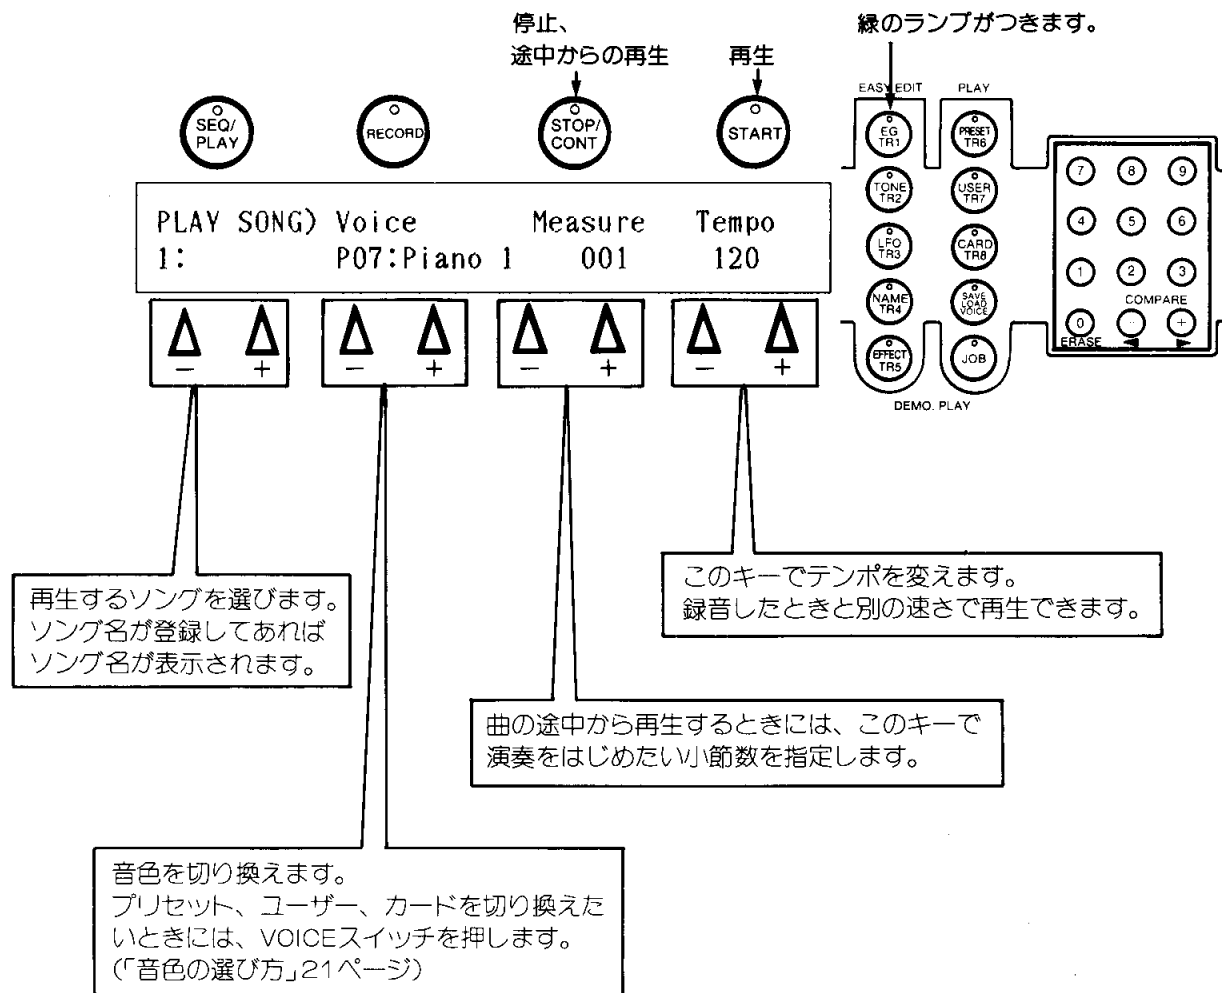 停止、
途中からの再生
再生
緑のランプがつきます。
EASY EDIT
PLAY
SEQ/
PLAY
RECORD
STOP/
CONT
START
EG
TR1
PRESET
TR6
TONE
TR2
USER
TR7
LFO
TR3
CARD
TR8
NAME
TR4
SAVE
LOAD
VOICE
EFFECT
TR5
JOB
DEMO. PLAY
7 8 9
4 5 6
1 2 3
COMPARE
0 - +
ERASE ◀ ▶
PLAY SONG) Voice Measure Tempo
1: P07:Piano 1 001 120
- + - + - + - +
再生するソングを選びます。
ソング名が登録してあれば
ソング名が表示されます。
このキーでテンポを変えます。
録音したときと別の速さで再生できます。
曲の途中から再生するときには、このキーで
演奏をはじめたい小節数を指定します。
音色を切り換えます。
プリセット、ユーザー、カードを切り換えた
いときには、VOICEスイッチを押します。
(「音色の選び方」21ページ)